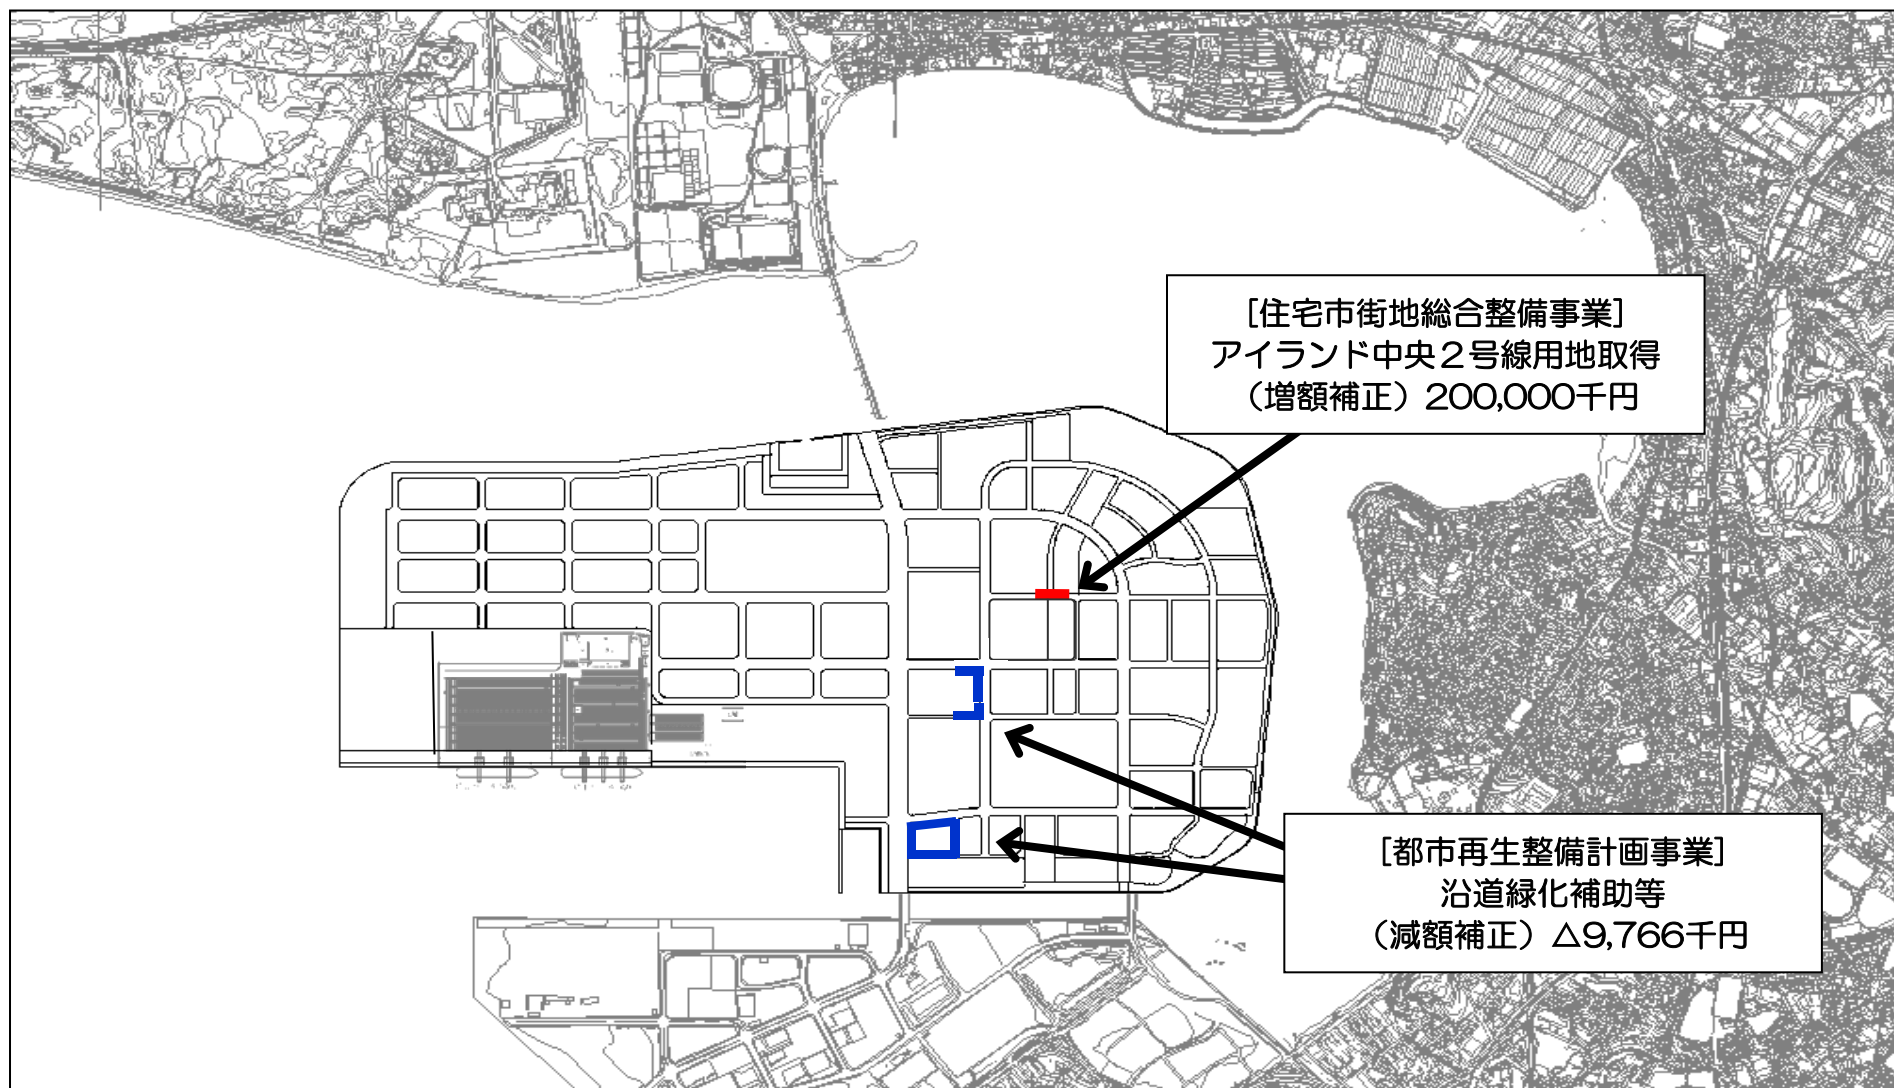 [住宅市街地総合整備事業]
アイランド中央２号線用地取得
（増額補正）200,000千円
[都市再生整備計画事業]
沿道緑化補助等
（減額補正）△9,766千円